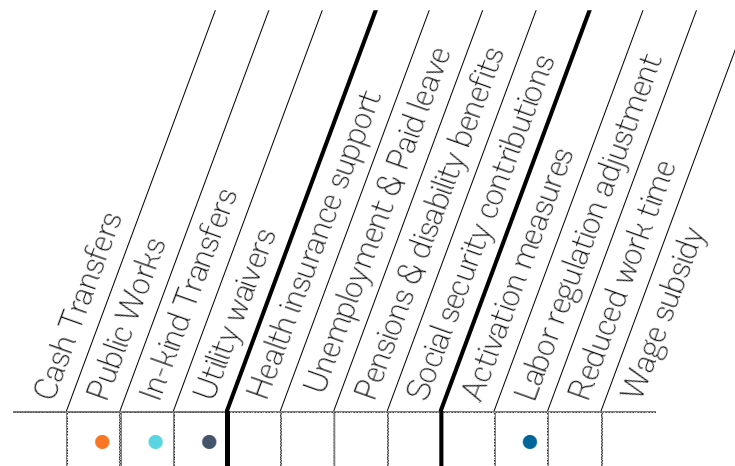 Cash Transfers
Public Works
In-kind Transfers
Utility waivers
Health insurance support
Unemployment & Paid leave
Pensions & disability benefits
Social security contributions
Activation measures
Labor regulation adjustment
Reduced work time
Wage subsidy